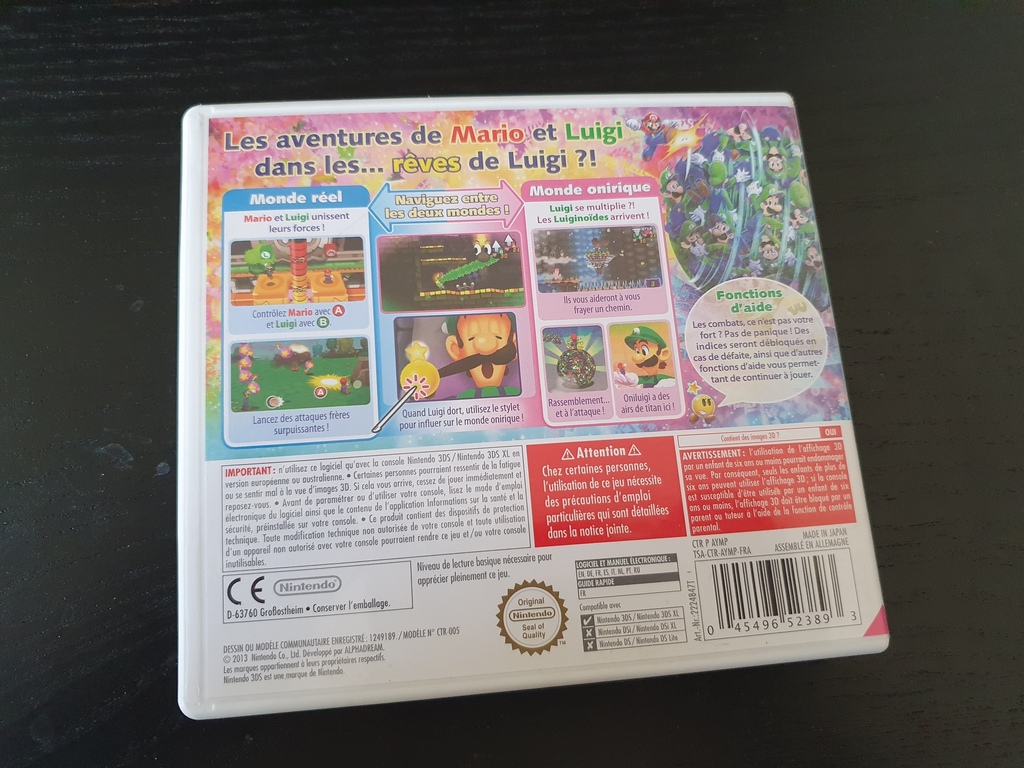 Les aventures de Mario et Luigi
dans les... rêves de Luigi ?!
Monde réel
Mario et Luigi unissent
leurs forces !
Contrôlez Mario avec A
et Luigi avec B
A
Lancez des attaques frères
surpuissantes !
Naviguez entre
les deux mondes !
Quand Luigi dort, utilisez le stylet
pour influer sur le monde onirique !
Monde onirique
Luigi se multiplie ?!
Les Luiginoïdes arrivent !
Ils vous aideront à vous
frayer un chemin.
Rassemblement...
et à l'attaque !
Oniluigi a des
airs de titan ici !
Fonctions
d'aide
Les combats, ce n'est pas votre
fort ? Pas de panique ! Des
indices seront débloqués en
cas de défaite, ainsi que d'autres
fonctions d'aide vous permet-
tant de continuer à jouer.
IMPORTANT : n'utilisez ce logiciel qu'avec la console Nintendo 3DS / Nintendo 3DS XL en
version européenne ou australienne. • Certaines personnes pourraient ressentir de la fatigue
ou se sentir mal à la vue d'images 3D. Si cela vous arrive, cessez de jouer immédiatement et
reposez-vous. • Avant de paramétrer ou d'utiliser votre console, lisez le mode d'emploi
électronique du logiciel ainsi que le contenu de l'application Informations sur la santé et la
sécurité, préinstallée sur votre console. • Ce produit contient des dispositifs de protection
technique. Toute modification technique non autorisée de votre console et toute utilisation
d'un appareil non autorisé avec votre console pourraient rendre ce jeu et/ou votre console
inutilisables.
Attention
Chez certaines personnes,
l'utilisation de ce jeu nécessite
des précautions d'emploi
particulières qui sont détaillées
dans la notice jointe.
Contient des images 3D ? OUI
AVERTISSEMENT : l'utilisation de l'affichage 3D
par un enfant de six ans ou moins pourrait endommager
sa vue. Par conséquent, seuls les enfants de plus de
six ans peuvent utiliser l'affichage 3D ; si la console
est susceptible d'être utilisée par un enfant de six
ans ou moins, l'affichage 3D doit être bloqué par un
parent ou tuteur à l'aide de la fonction de contrôle
parental.
CE Nintendo
D-63760 Großostheim • Conserver l'emballage.
Niveau de lecture basique nécessaire pour
apprécier pleinement ce jeu.
DESSIN OU MODÈLE COMMUNAUTAIRE ENREGISTRÉ : 1249189. / MODÈLE N° CTR-005
© 2013 Nintendo Co., Ltd. Développé par ALPHADREAM.
Les marques appartiennent à leurs propriétaires respectifs.
Nintendo 3DS est une marque de Nintendo.
Original
Nintendo
Seal of
Quality
TM
LOGICIEL ET MANUEL ÉLECTRONIQUE :
EN, DE, FR, ES, IT, NL, PT, RU
GUIDE RAPIDE
FR
Compatible avec
Nintendo 3DS / Nintendo 3DS XL
Nintendo DSi / Nintendo DSi XL
Nintendo DS / Nintendo DS Lite
CTR P AYMP
TSA-CTR-AYMP-FRA
MADE IN JAPAN
ASSEMBLÉ EN ALLEMAGNE
Art.-Nr.: 2224847T
0 45496 52389 3